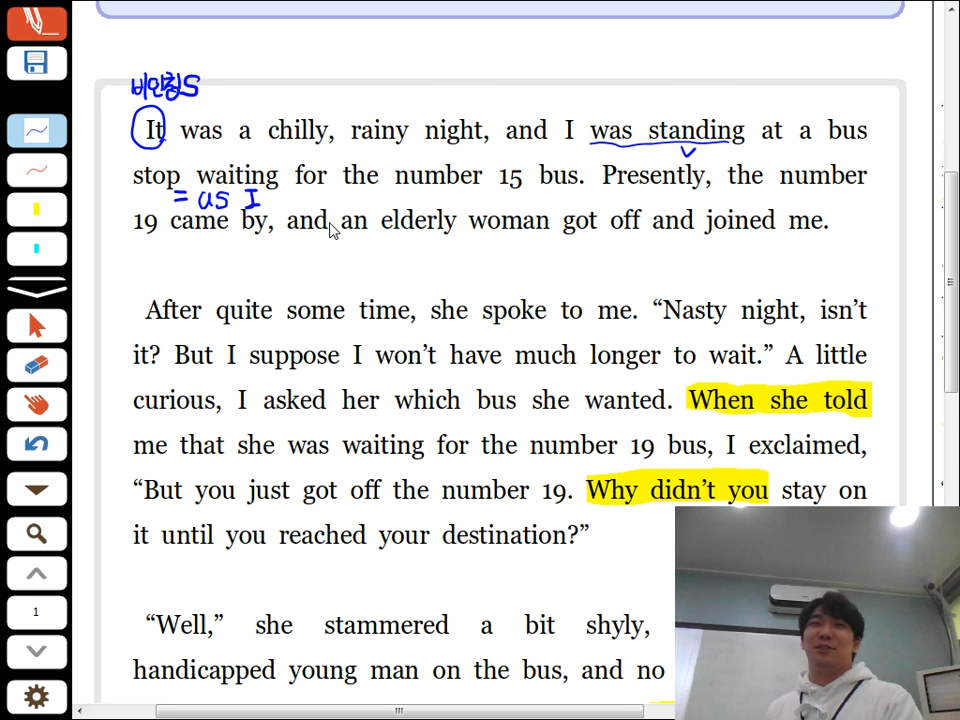 비인칭S
It was a chilly, rainy night, and I was standing at a bus
stop waiting for the number 15 bus. Presently, the number
= as I
19 came by, and an elderly woman got off and joined me.
After quite some time, she spoke to me. “Nasty night, isn’t
it? But I suppose I won’t have much longer to wait.” A little
curious, I asked her which bus she wanted. When she told
me that she was waiting for the number 19 bus, I exclaimed,
“But you just got off the number 19. Why didn’t you stay on
it until you reached your destination?”
“Well,” she stammered a bit shyly,
handicapped young man on the bus, and no
1